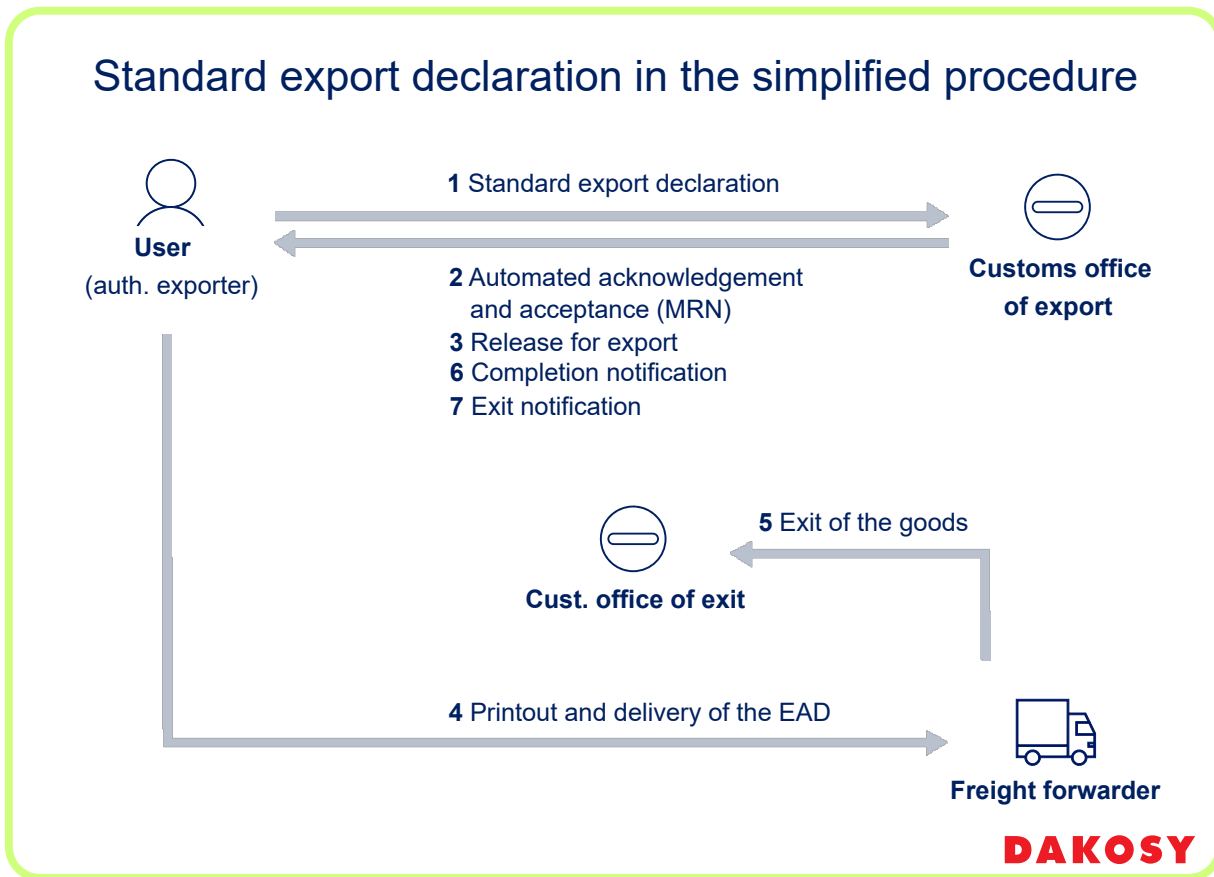 Standard export declaration in the simplified procedure
1 Standard export declaration
User
(auth. exporter)
Customs office
of export
2 Automated acknowledgement
and acceptance (MRN)
3 Release for export
6 Completion notification
7 Exit notification
5 Exit of the goods
Cust. office of exit
4 Printout and delivery of the EAD
Freight forwarder
DAKOSY